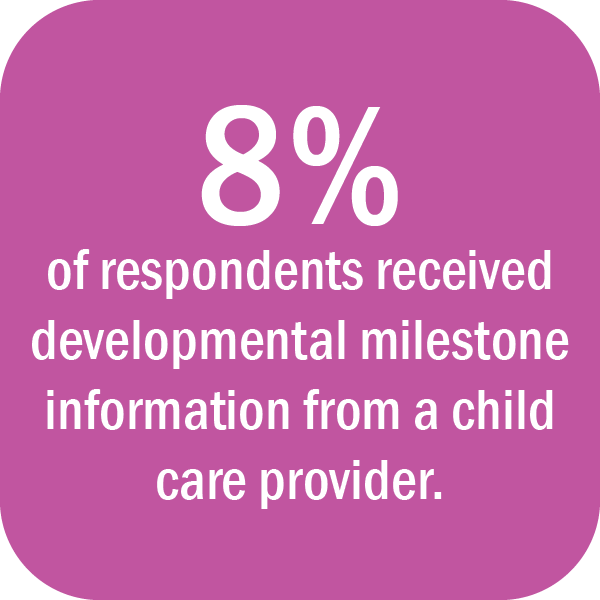 8%
of respondents received
developmental milestone
information from a child
care provider.